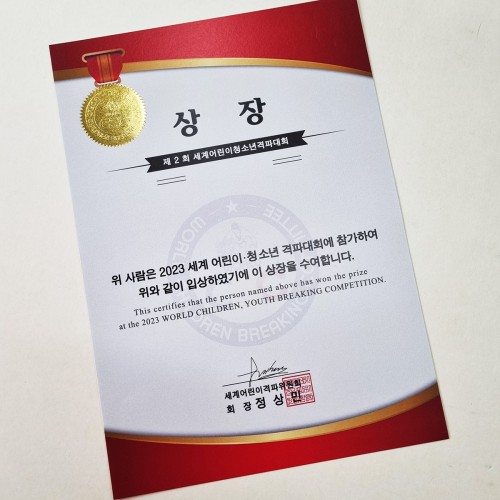 상 장
제 2 회 세계어린이청소년격파대회
위 사람은 2023 세계 어린이·청소년 격파대회에 참가하여
위와 같이 입상하였기에 이 상장을 수여합니다.
This certifies that the person named above has won the prize
at the 2023 WORLD CHILDREN, YOUTH BREAKING COMPETITION.
세계어린이격파위원회
회 장 정 상 민